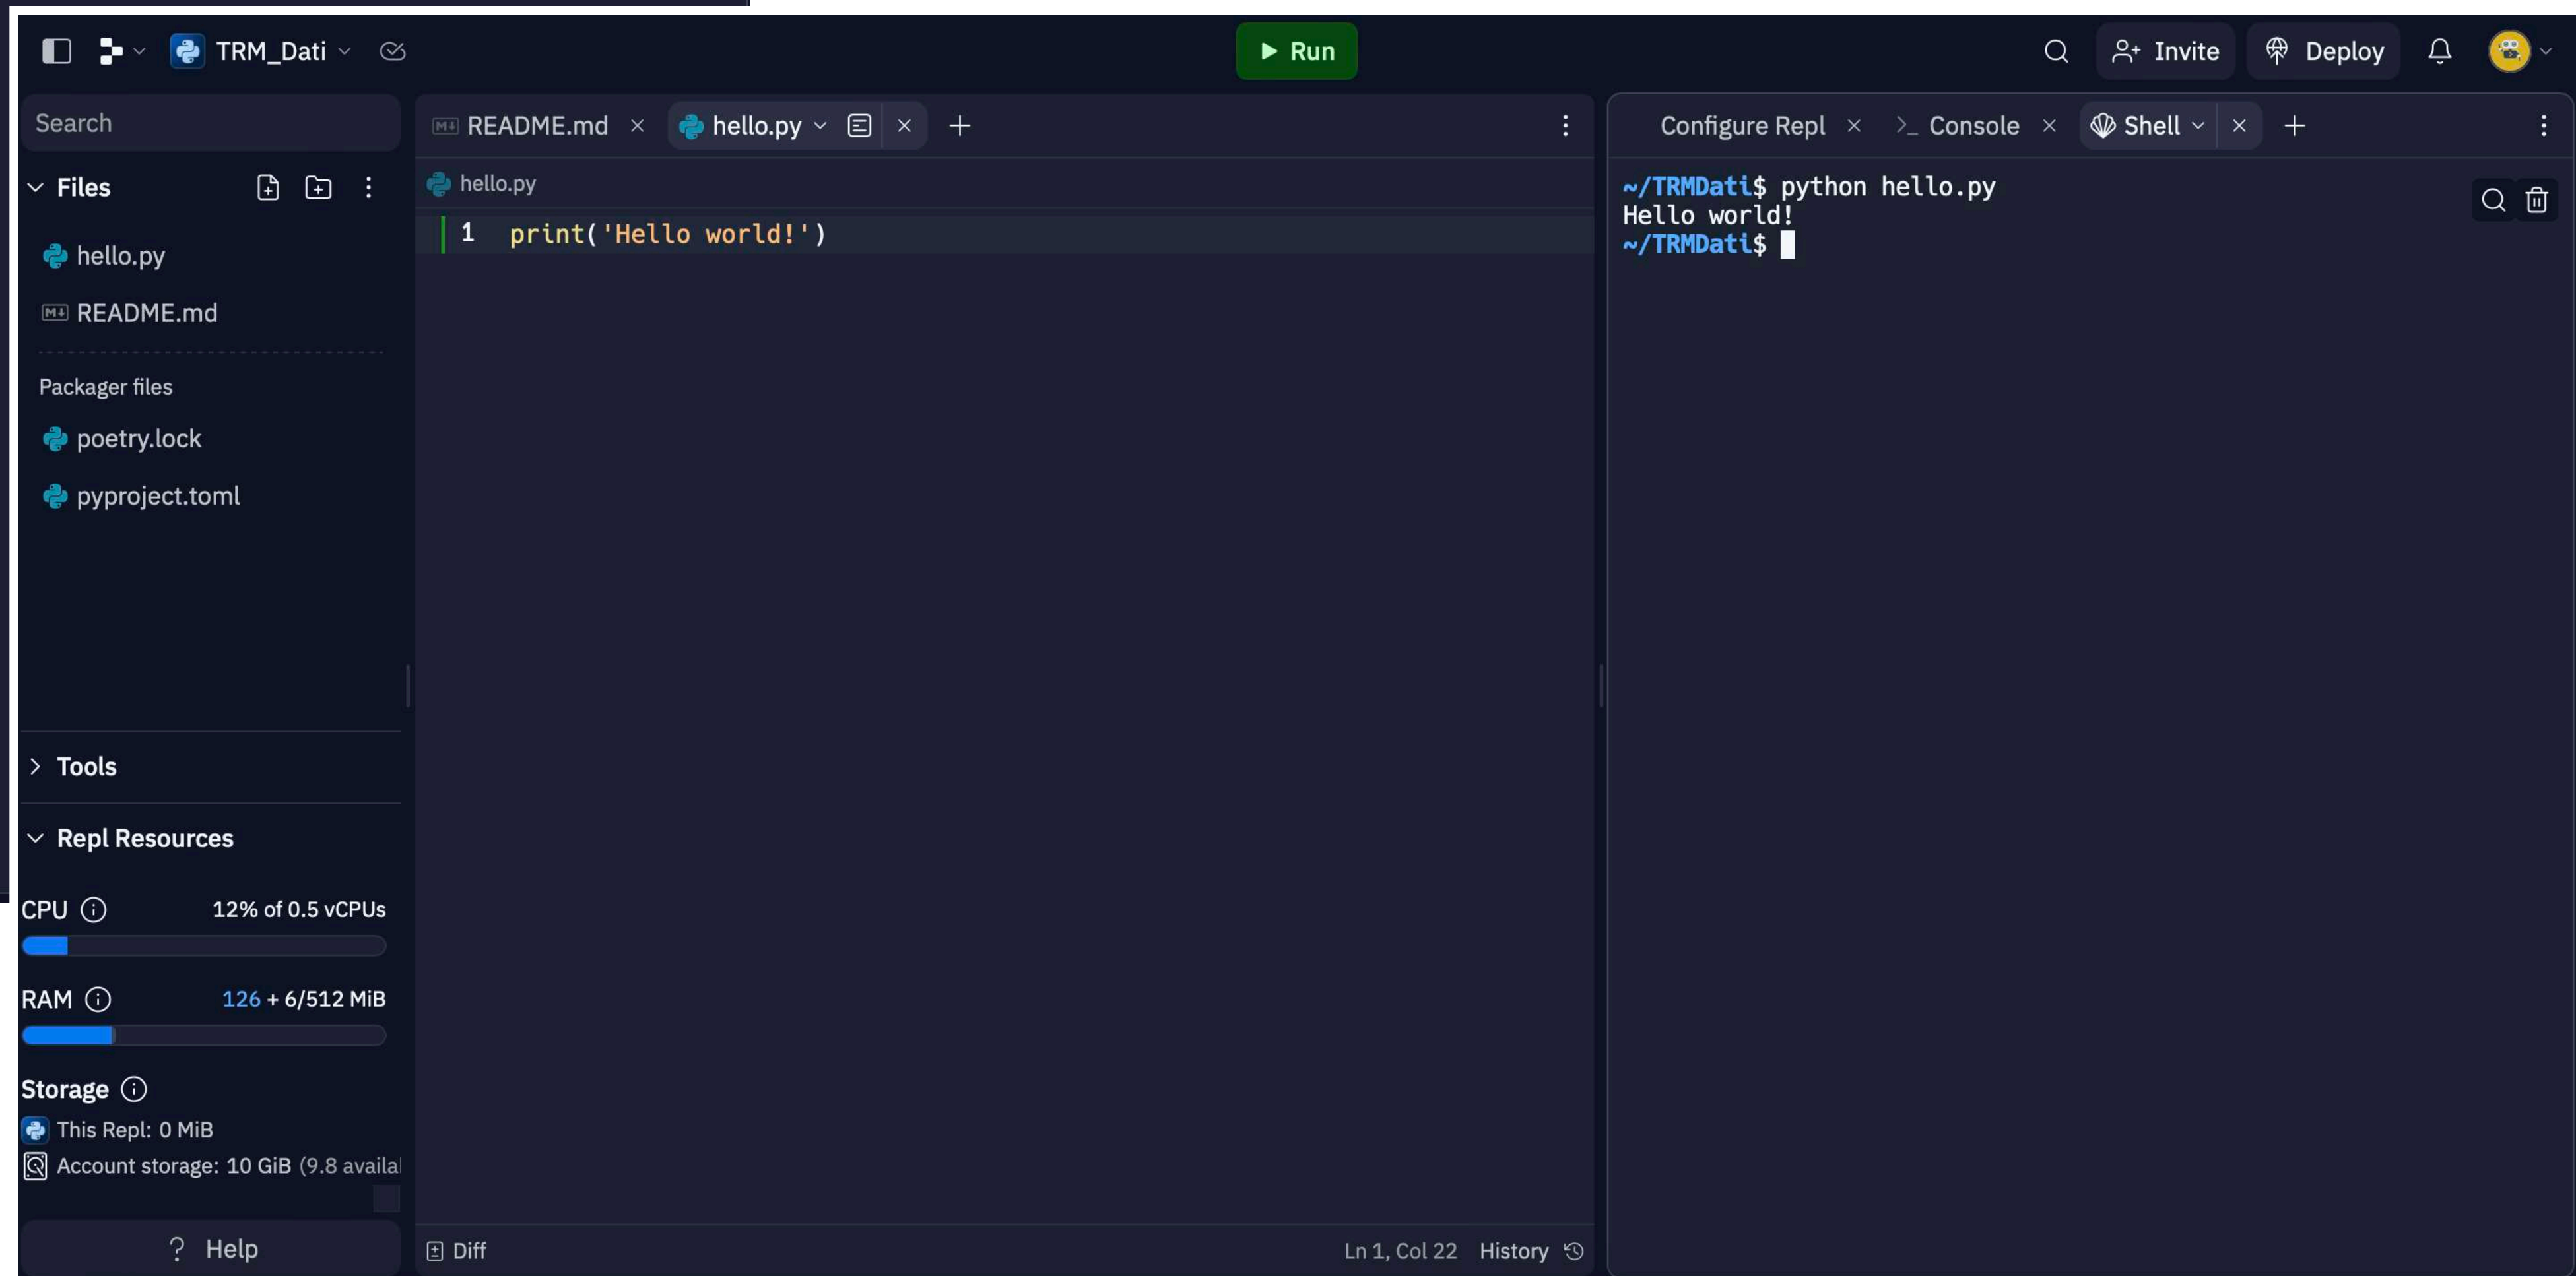 TRM_Dati
Run
Invite
Deploy
Search
Files
hello.py
README.md
Packager files
poetry.lock
pyproject.toml
Tools
Repl Resources
CPU 12% of 0.5 vCPUs
RAM 126 + 6/512 MiB
Storage
This Repl: 0 MiB
Account storage: 10 GiB (9.8 availa
? Help
README.md
hello.py
hello.py
1 print('Hello world!')
Diff
Ln 1, Col 22 History
Configure Repl
>_ Console
Shell
~/TRMDati$ python hello.py
Hello world!
~/TRMDati$